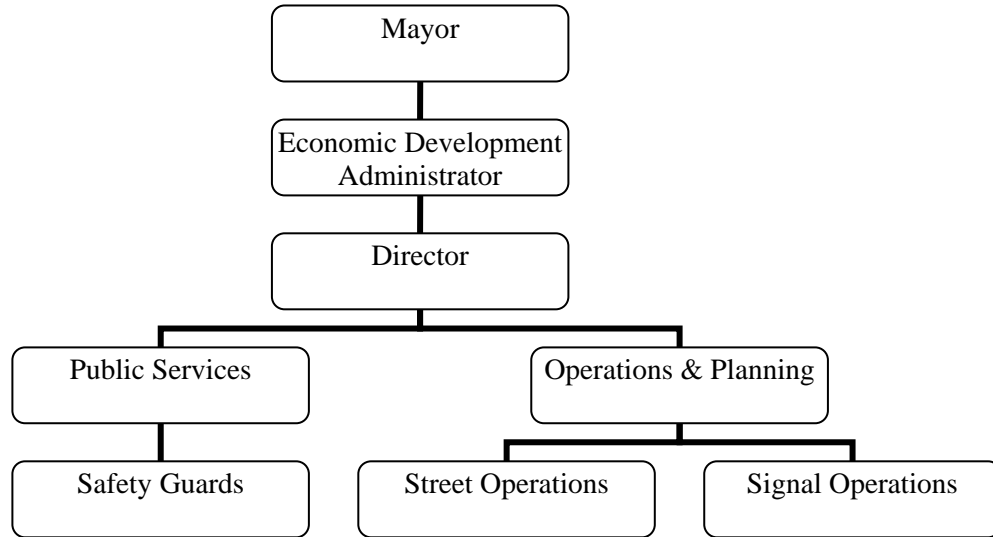 Mayor
Economic Development
Administrator
Director
Public Services
Operations & Planning
Safety Guards
Street Operations
Signal Operations